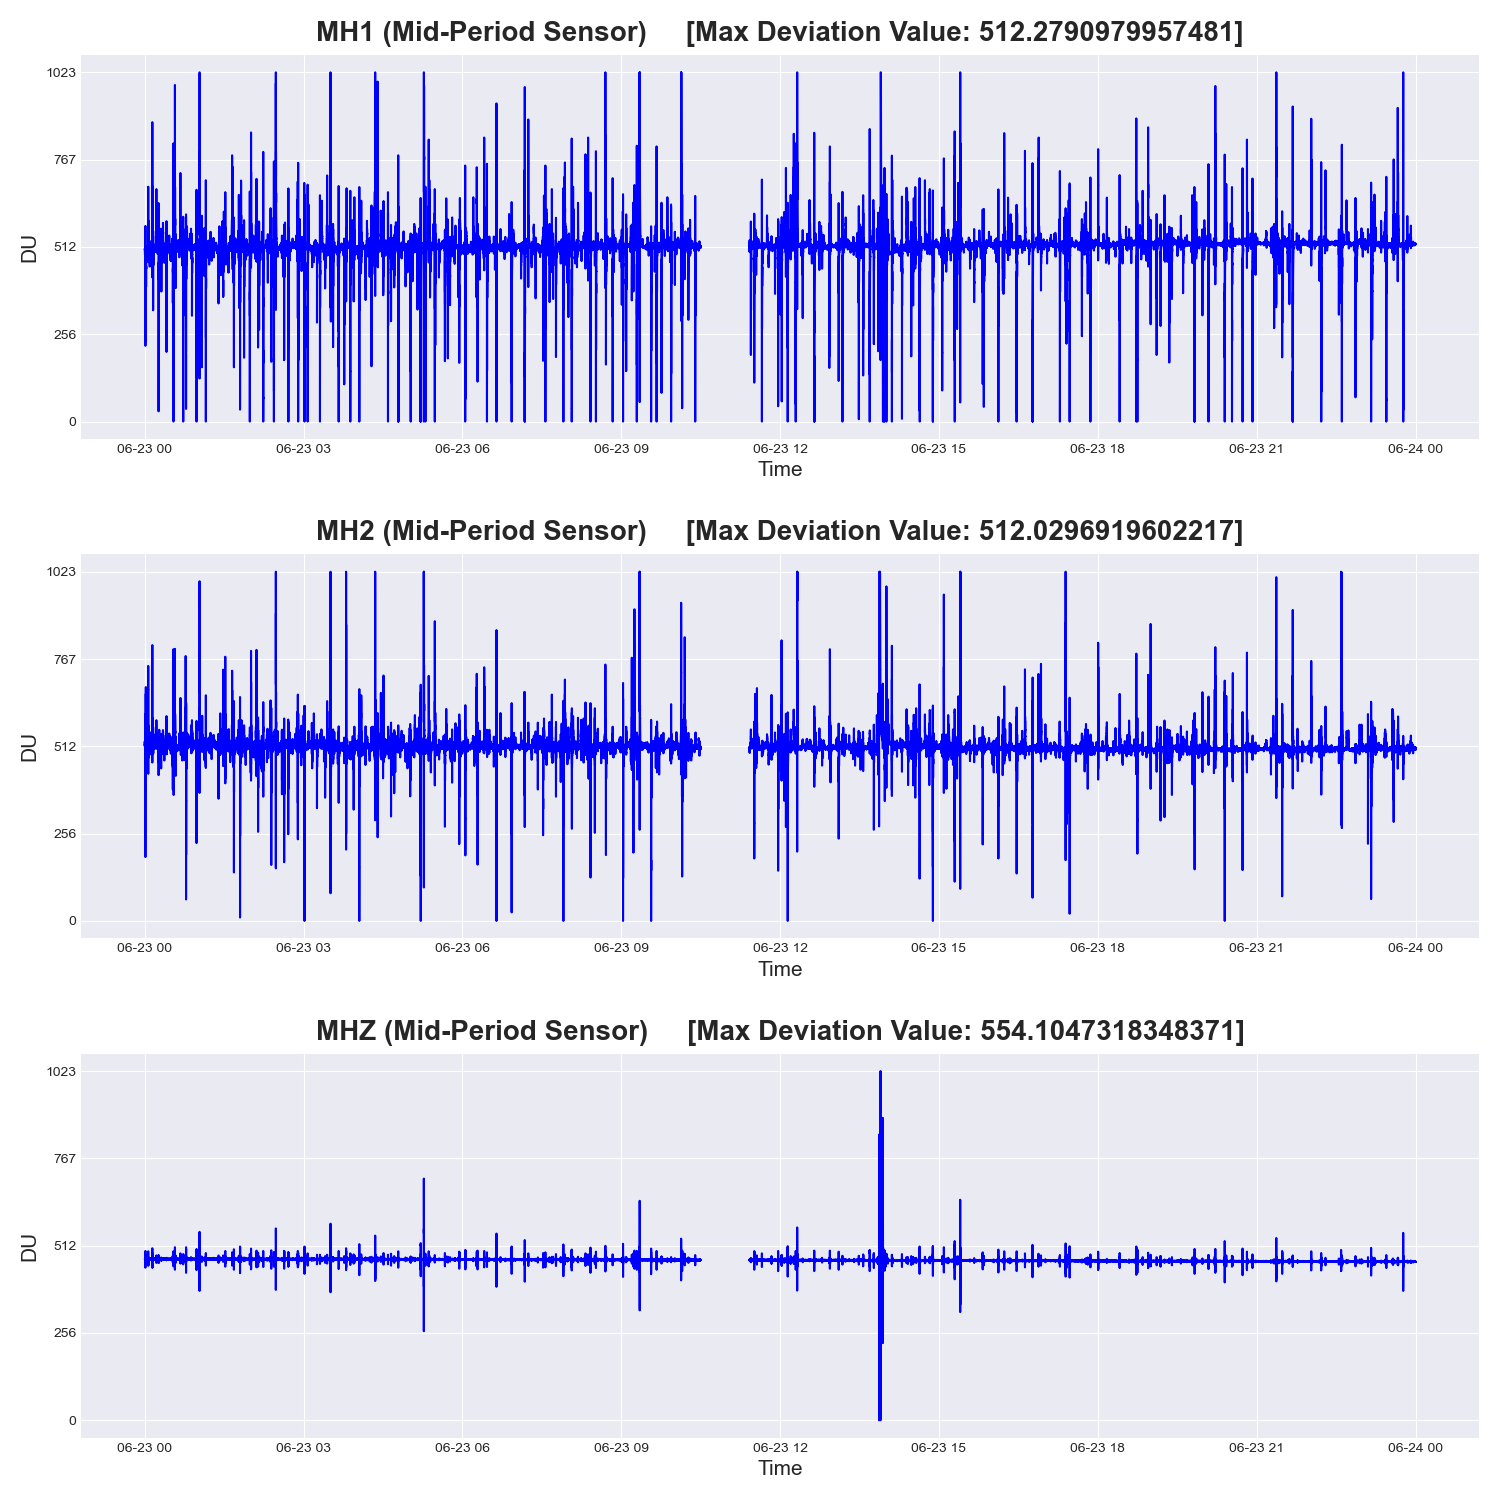 MH1 (Mid-Period Sensor) [Max Deviation Value: 512.2790979957481]
1023
767
512
256
0
DU
06-23 00 06-23 03 06-23 06 06-23 09 06-23 12 06-23 15 06-23 18 06-23 21 06-24 00
Time
MH2 (Mid-Period Sensor) [Max Deviation Value: 512.0296919602217]
1023
767
512
256
0
DU
06-23 00 06-23 03 06-23 06 06-23 09 06-23 12 06-23 15 06-23 18 06-23 21 06-24 00
Time
MHZ (Mid-Period Sensor) [Max Deviation Value: 554.1047318348371]
1023
767
512
256
0
DU
06-23 00 06-23 03 06-23 06 06-23 09 06-23 12 06-23 15 06-23 18 06-23 21 06-24 00
Time